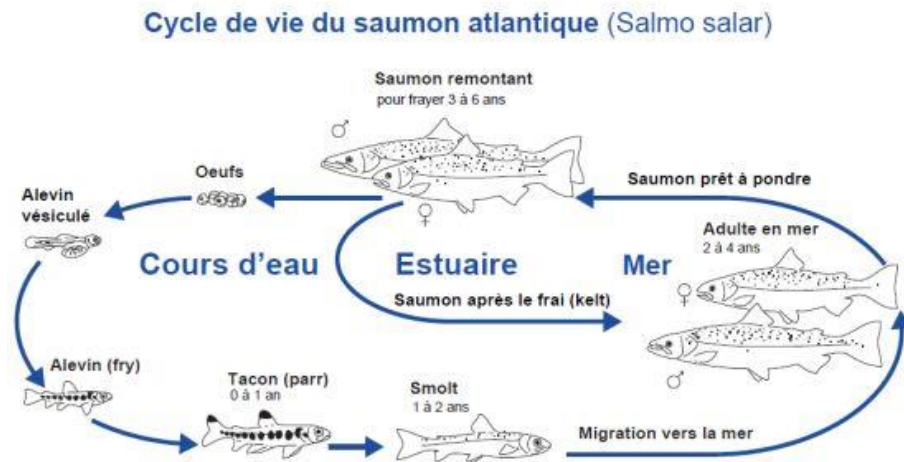 Cycle de vie du saumon atlantique (Salmo salar)
Saumon remontant
pour frayer 3 à 6 ans
Oeufs
Saumon prêt à pondre
Alevin
vésiculé
Adulte en mer
2 à 4 ans
Cours d'eau
Estuaire
Mer
Saumon après le frai (kelt)
Alevin (fry)
Tacon (parr)
0 à 1 an
Smolt
1 à 2 ans
Migration vers la mer